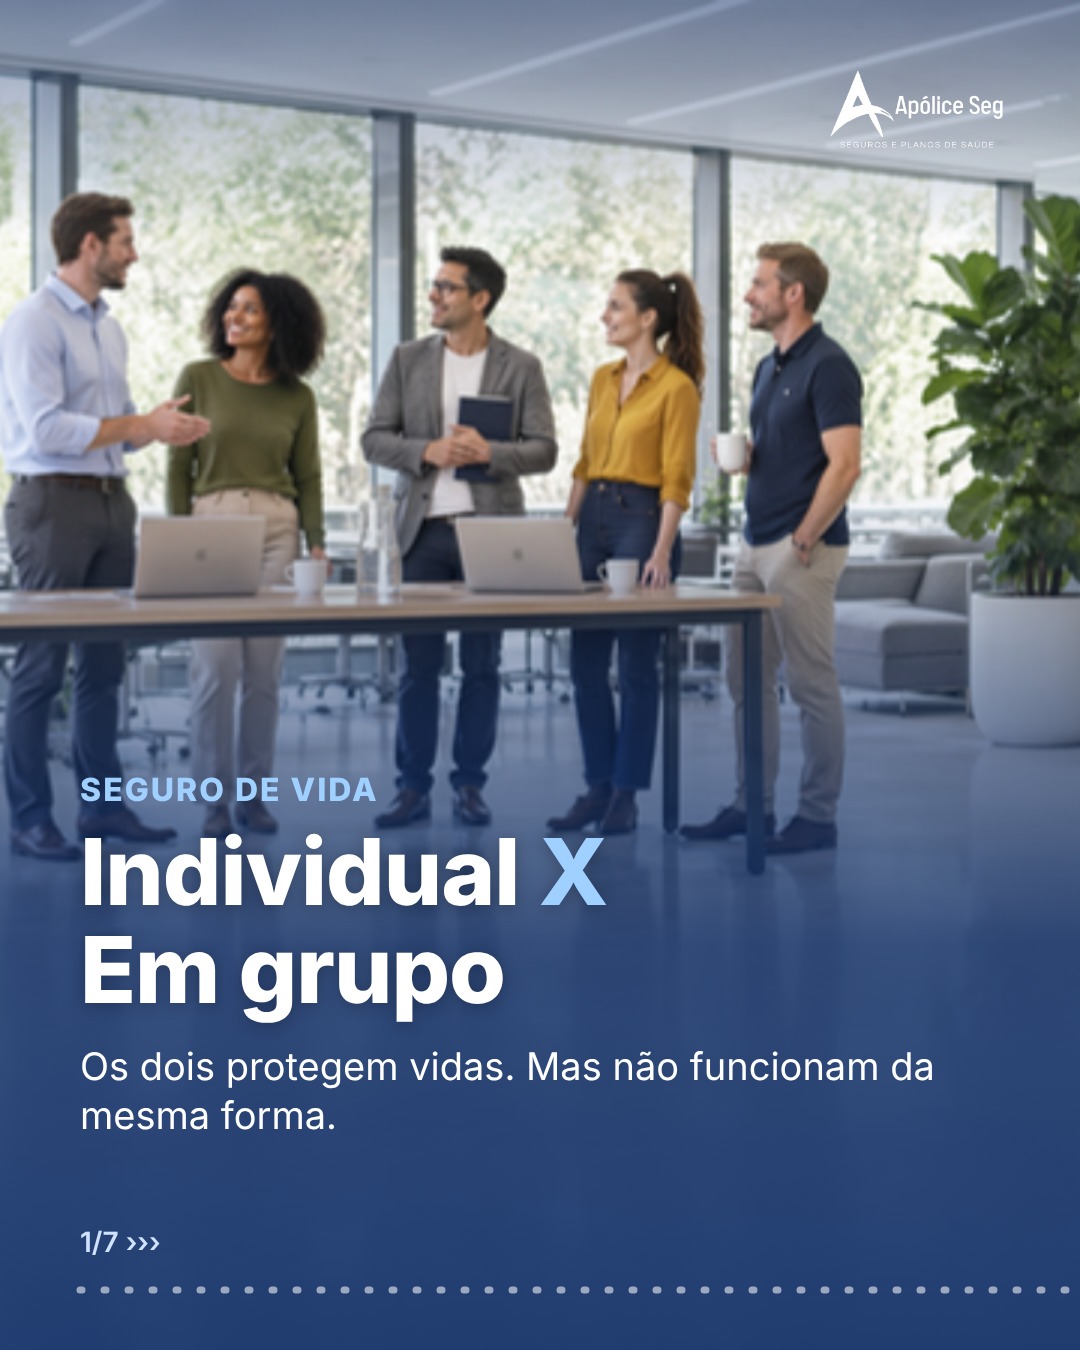 Apólice Seg
SEGUROS E PLANOS DE SAÚDE
SEGURO DE VIDA
Individual X
Em grupo
Os dois protegem vidas. Mas não funcionam da
mesma forma.
1/7 ›››